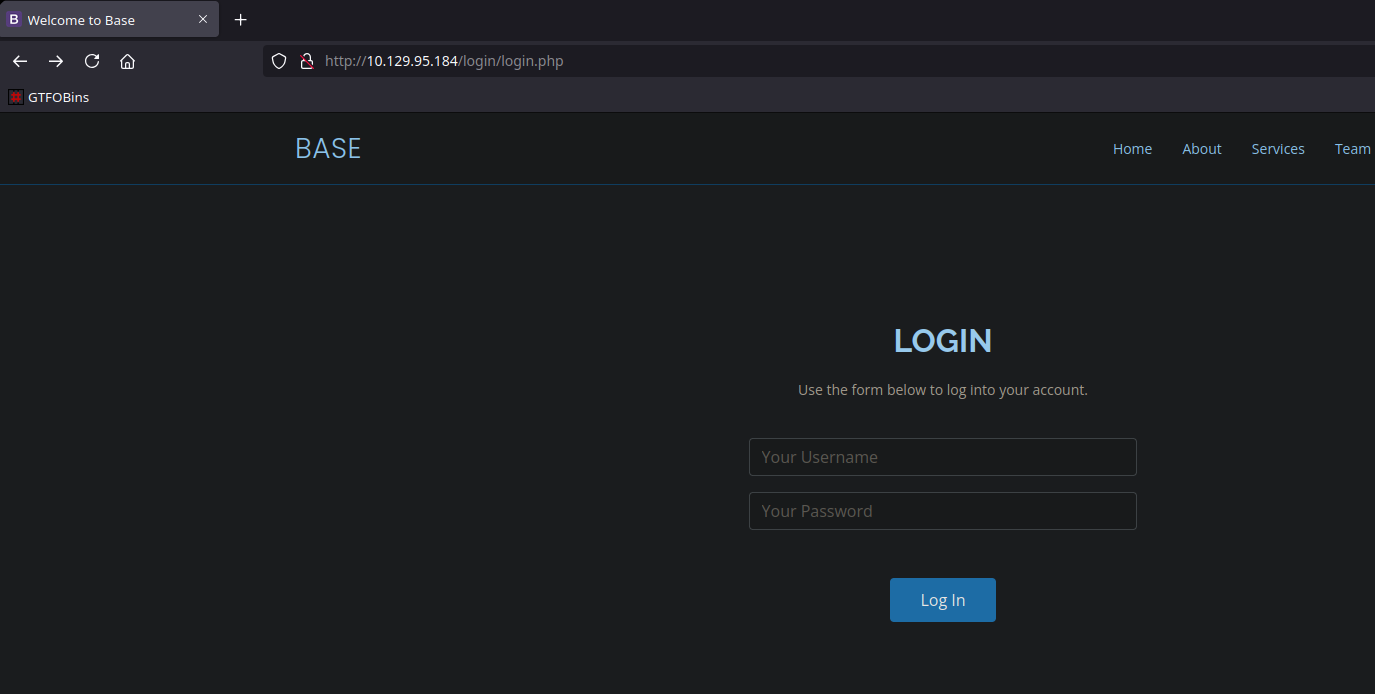 B Welcome to Base
http://10.129.95.184/login/login.php
GTFOBins
BASE Home About Services Team
LOGIN
Use the form below to log into your account.
Your Username
Your Password
Log In